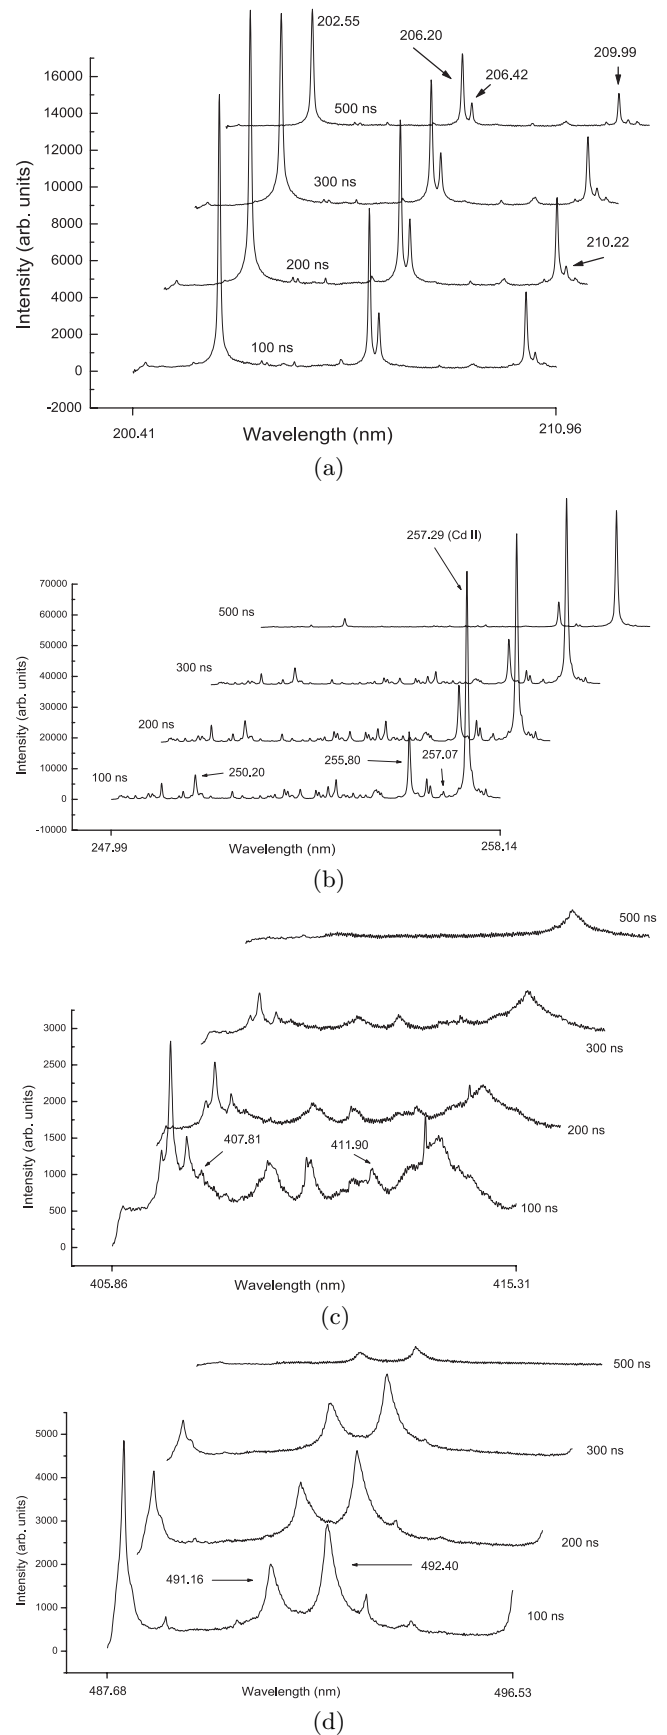 202.55
206.20
209.99
206.42
16000
14000
500 ns
12000
10000
300 ns
8000
6000
200 ns
210.22
4000
2000
100 ns
0
-2000
200.41
Wavelength (nm)
210.96
Intensity (arb. units)
(a)
257.29 (Cd II)
70000
500 ns
60000
50000
300 ns
40000
30000
200 ns
20000
255.80
257.07
250.20
100 ns
10000
0
-10000
247.99
Wavelength (nm)
258.14
Intensity (arb. units)
(b)
500 ns
3000
300 ns
2500
2000
200 ns
1500
407.81
411.90
1000
500
100 ns
0
405.86
Wavelength (nm)
415.31
Intensity (arb. units)
(c)
500 ns
5000
300 ns
4000
3000
200 ns
2000
491.16
492.40
1000
100 ns
0
487.68
Wavelength (nm)
496.53
Intensity (arb. units)
(d)